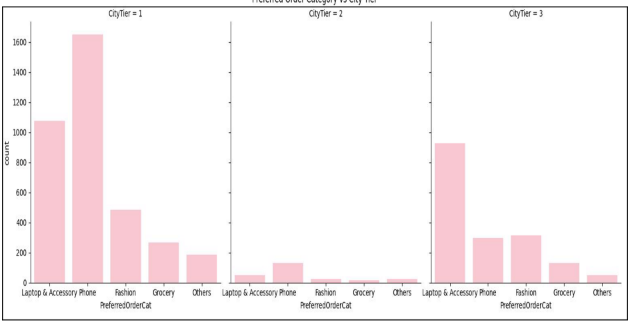 Preferred Order Category vs City Tier
CityTier = 1
CityTier = 2
CityTier = 3
1600
1400
1200
1000
800
600
400
200
0
count
Laptop & Accessory Phone Fashion Grocery Others
Laptop & Accessory Phone Fashion Grocery Others
Laptop & Accessory Phone Fashion Grocery Others
PreferredOrderCat
PreferredOrderCat
PreferredOrderCat